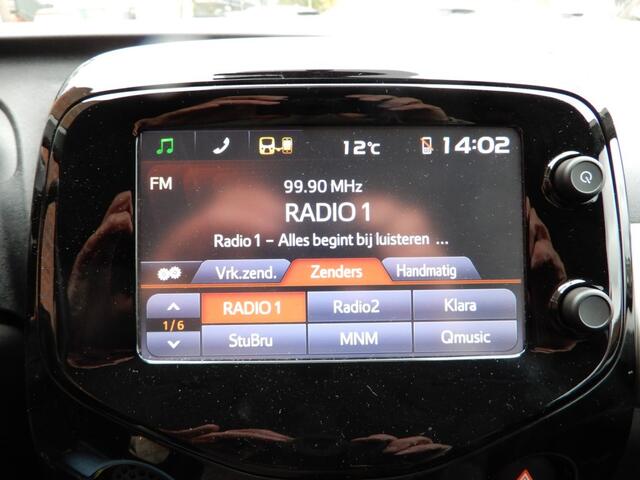 12°C 14:02
FM
99.90 MHz
RADIO 1
Radio 1 – Alles begint bij luisteren ...
Vrk.zend. Zenders Handmatig
RADIO 1 Radio2 Klara
1/6
StuBru MNM Qmusic